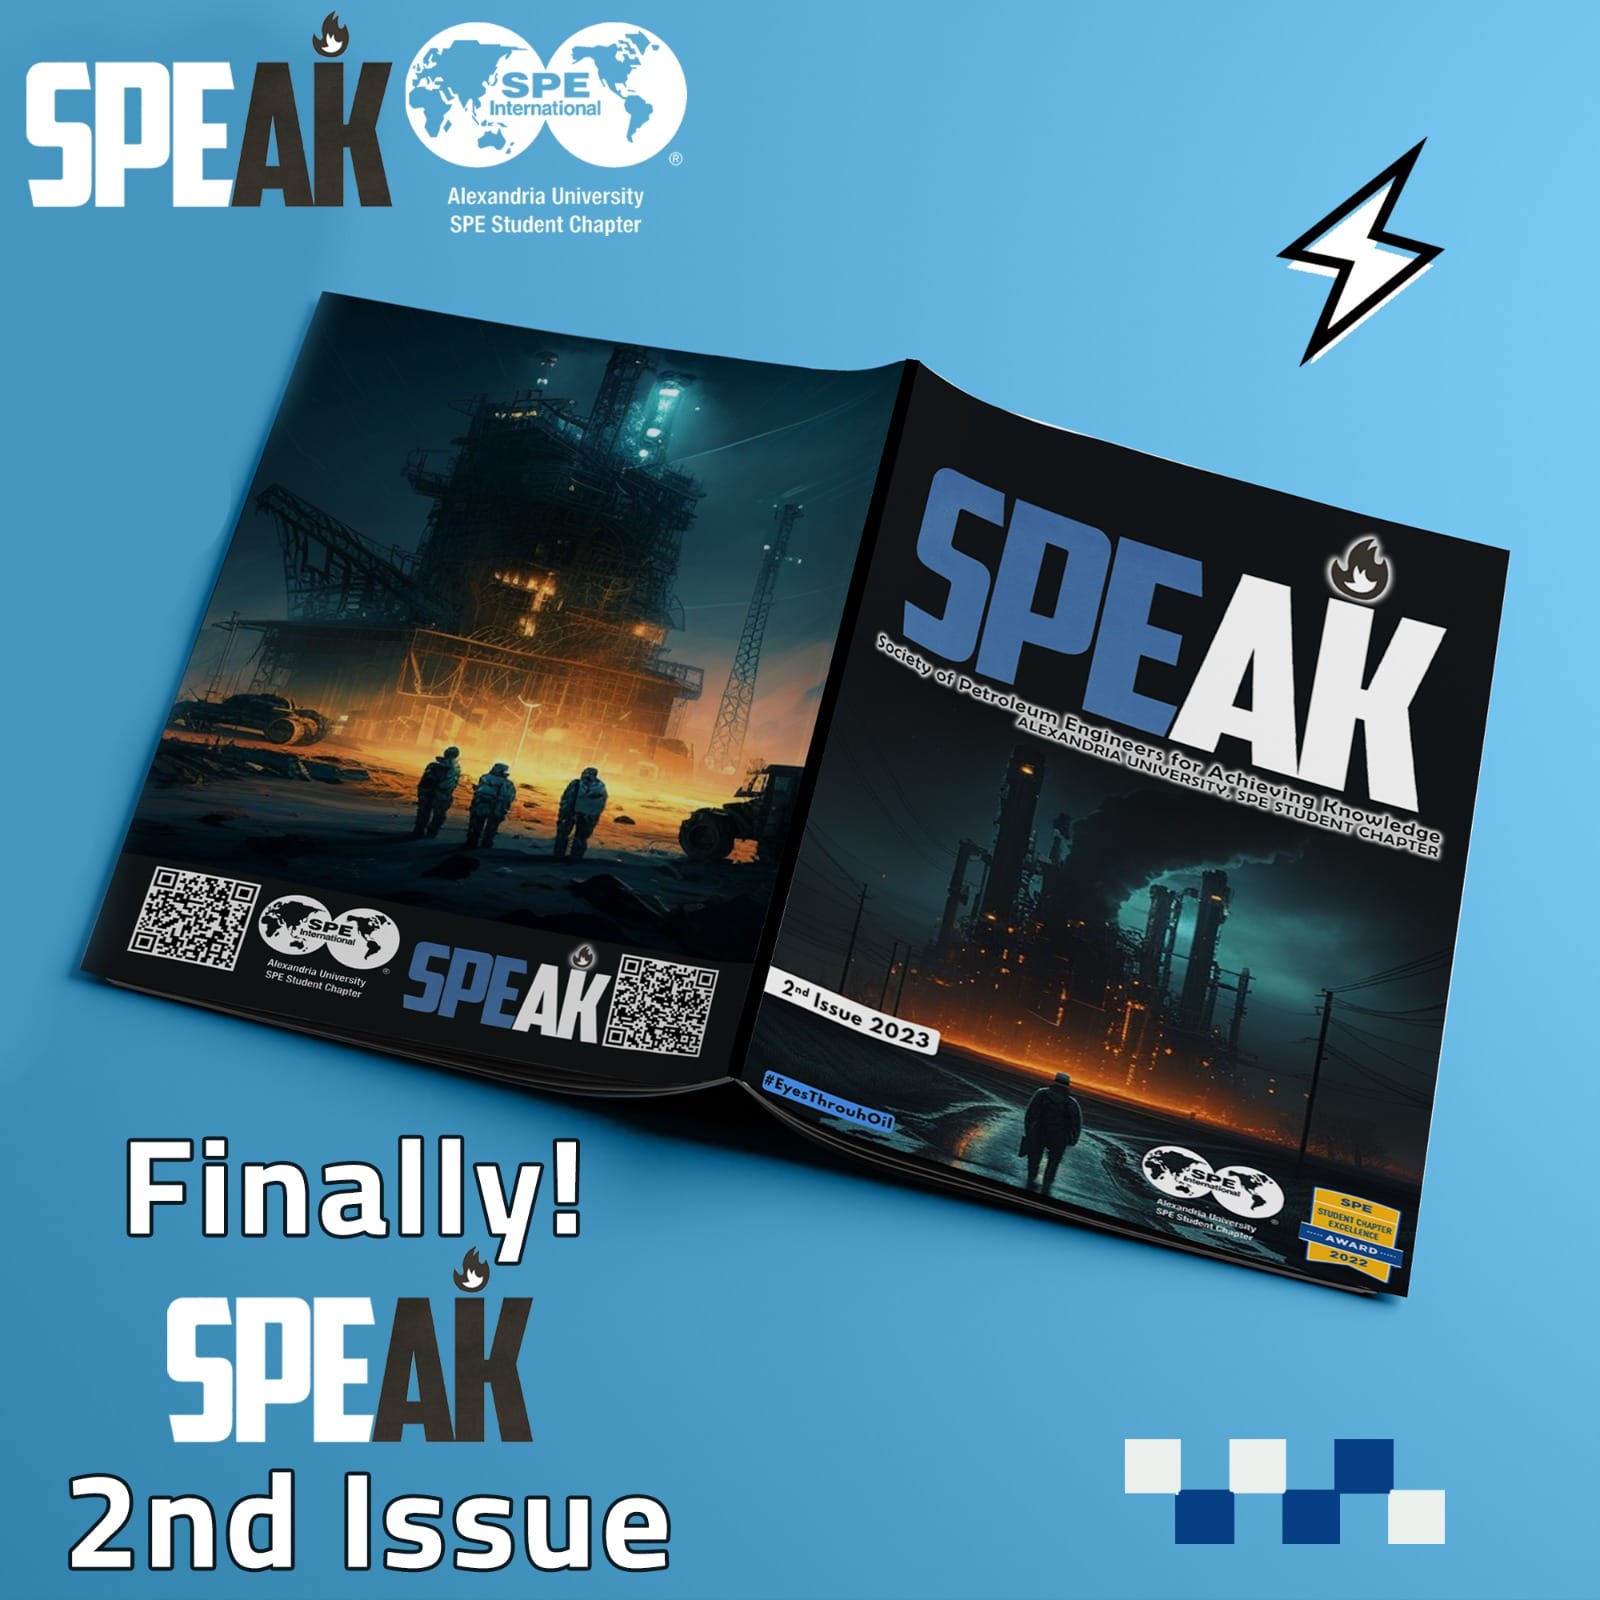 SPEAK
SPE
International
®
Alexandria University
SPE Student Chapter
SPEAK
Society of Petroleum Engineers for Achieving Knowledge
ALEXANDRIA UNIVERSITY, SPE STUDENT CHAPTER
2nd Issue 2023
#EyesThrouhOil
SPE
International
®
Alexandria University
SPE Student Chapter
SPE
STUDENT CHAPTER
EXCELLENCE
AWARD
2022
SPE
International
®
Alexandria University
SPE Student Chapter
SPEAK
Finally!
SPEAK
2nd Issue